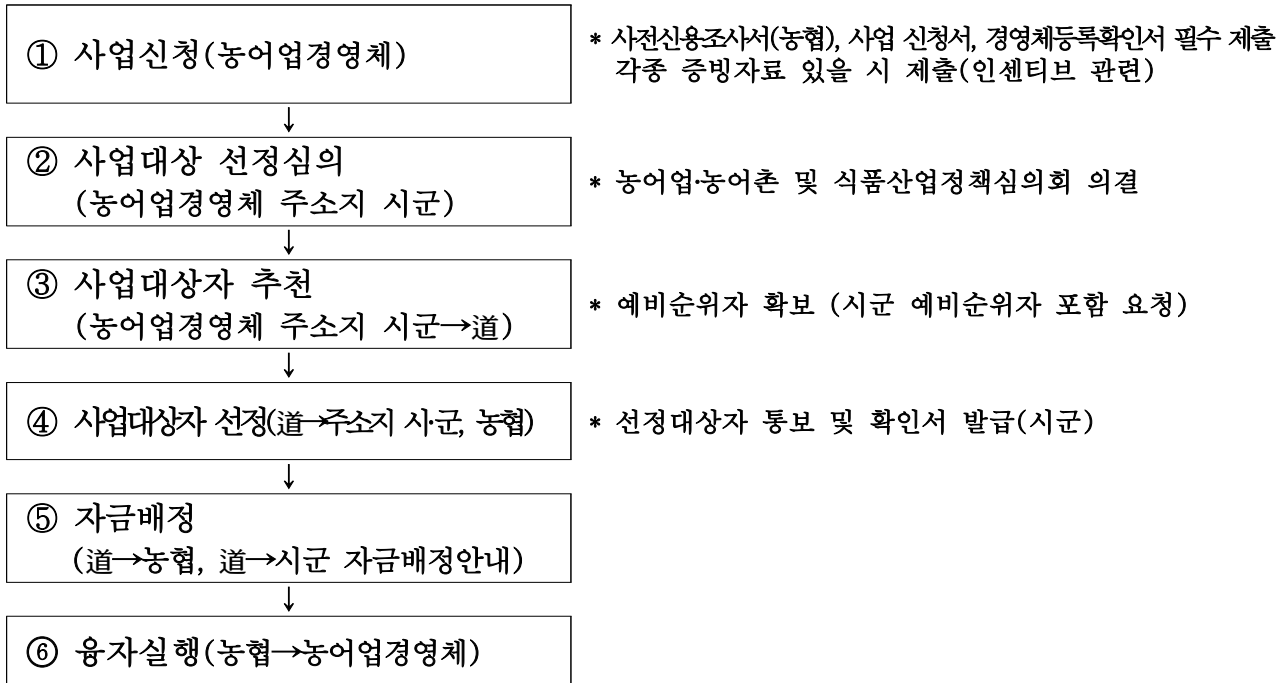 ① 사업신청(농어업경영체)
* 사전신용조사서(농협), 사업 신청서, 경영체등록확인서 필수 제출
각종 증빙자료 있을 시 제출(인센티브 관련)
↓
② 사업대상 선정심의
(농어업경영체 주소지 시군)
* 농어업·농어촌 및 식품산업정책심의회 의결
↓
③ 사업대상자 추천
(농어업경영체 주소지 시군→道)
* 예비순위자 확보 (시군 예비순위자 포함 요청)
↓
④ 사업대상자 선정(道→주소지 시·군, 농협)
* 선정대상자 통보 및 확인서 발급(시군)
↓
⑤ 자금배정
(道→농협, 道→시군 자금배정안내)
↓
⑥ 융자실행(농협→농어업경영체)